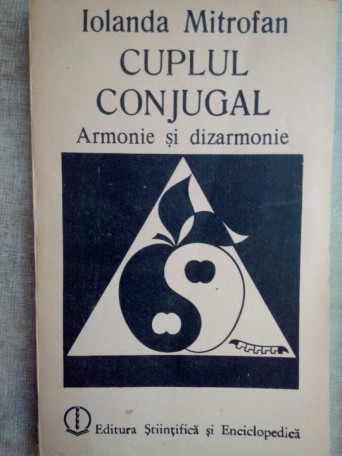 Iolanda Mitrofan
CUPLUL
CONJUGAL
Armonie și dizarmonie
Editura Științifică și Enciclopedică